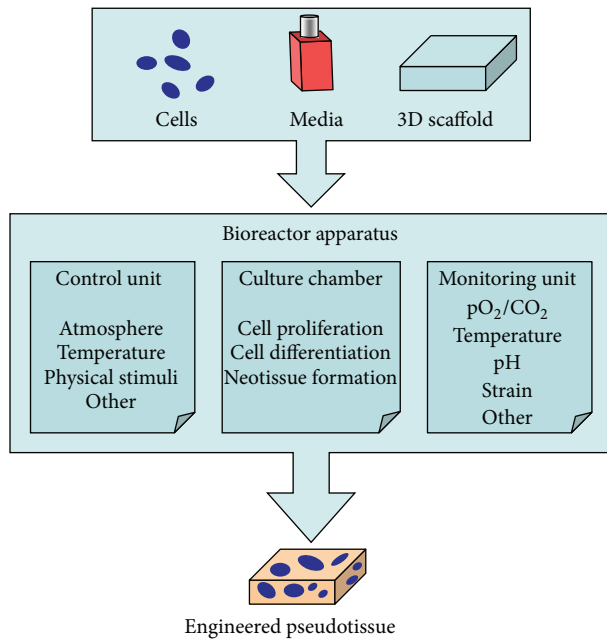 Cells
Media
3D scaffold
Bioreactor apparatus
Control unit
Atmosphere
Temperature
Physical stimuli
Other
Culture chamber
Cell proliferation
Cell differentiation
Neotissue formation
Monitoring unit
pO₂/CO₂
Temperature
pH
Strain
Other
Engineered pseudotissue